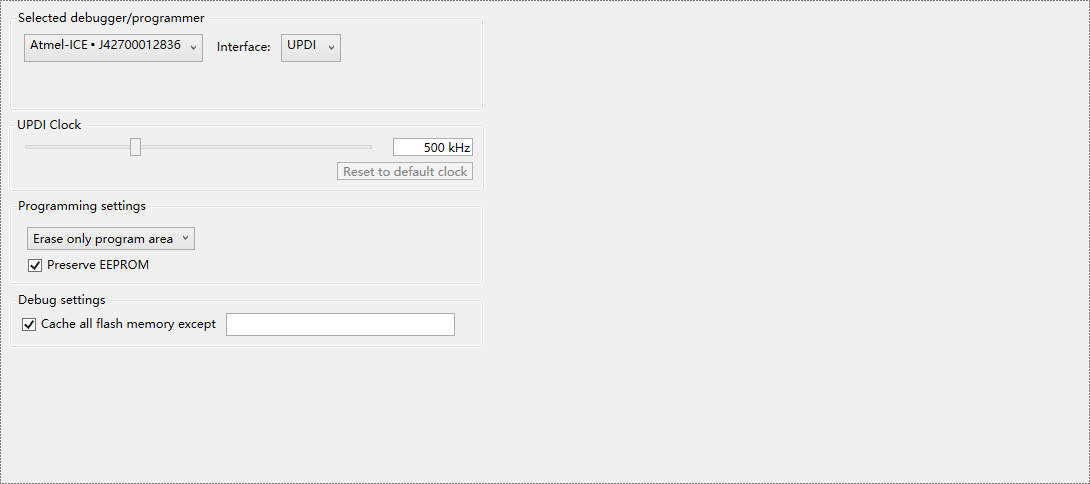 Selected debugger/programmer
Atmel-ICE • J42700012836 Interface: UPDI
UPDI Clock
500 kHz
Reset to default clock
Programming settings
Erase only program area
Preserve EEPROM
Debug settings
Cache all flash memory except